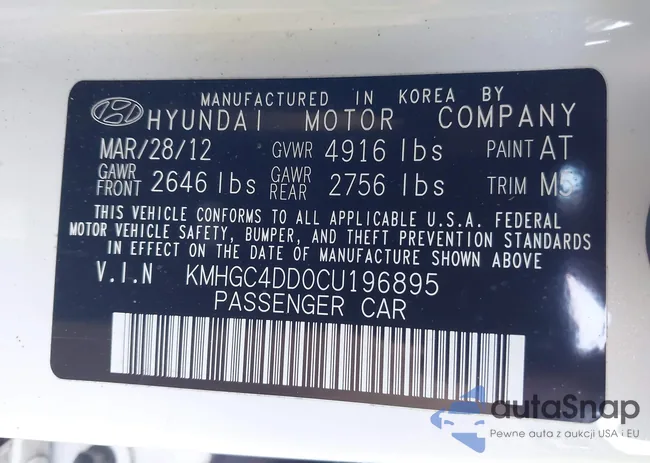 MANUFACTURED IN KOREA BY
HYUNDAI MOTOR COMPANY
MAR/28/12 GVWR 4916 lbs PAINT AT
GAWR FRONT 2646 lbs GAWR REAR 2756 lbs TRIM M5
THIS VEHICLE CONFORMS TO ALL APPLICABLE U.S.A. FEDERAL
MOTOR VEHICLE SAFETY, BUMPER, AND THEFT PREVENTION STANDARDS
IN EFFECT ON THE DATE OF MANUFACTURE SHOWN ABOVE
V.I.N KMHGC4DD0CU196895
PASSENGER CAR
autaSnap
Pewne auta z aukcji USA i EU